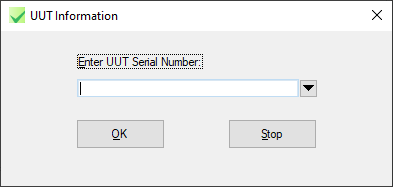 UUT Information
Enter UUT Serial Number:
OK
Stop